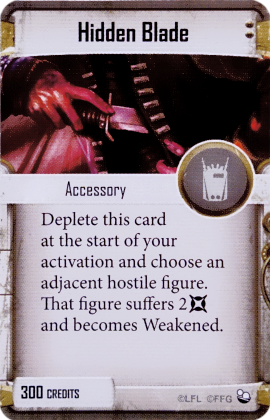 Hidden Blade
Accessory
Deplete this card
at the start of your
activation and choose an
adjacent hostile figure.
That figure suffers 2
and becomes Weakened.
300 CREDITS
©LFL ©FFG